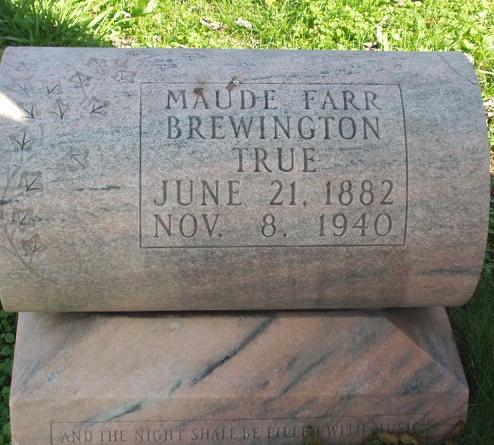 MAUDE FARR
BREWINGTON
TRUE
JUNE 21, 1882
NOV. 8, 1940
AND THE NIGHT SHALL BE FILLED WITH MUSIC